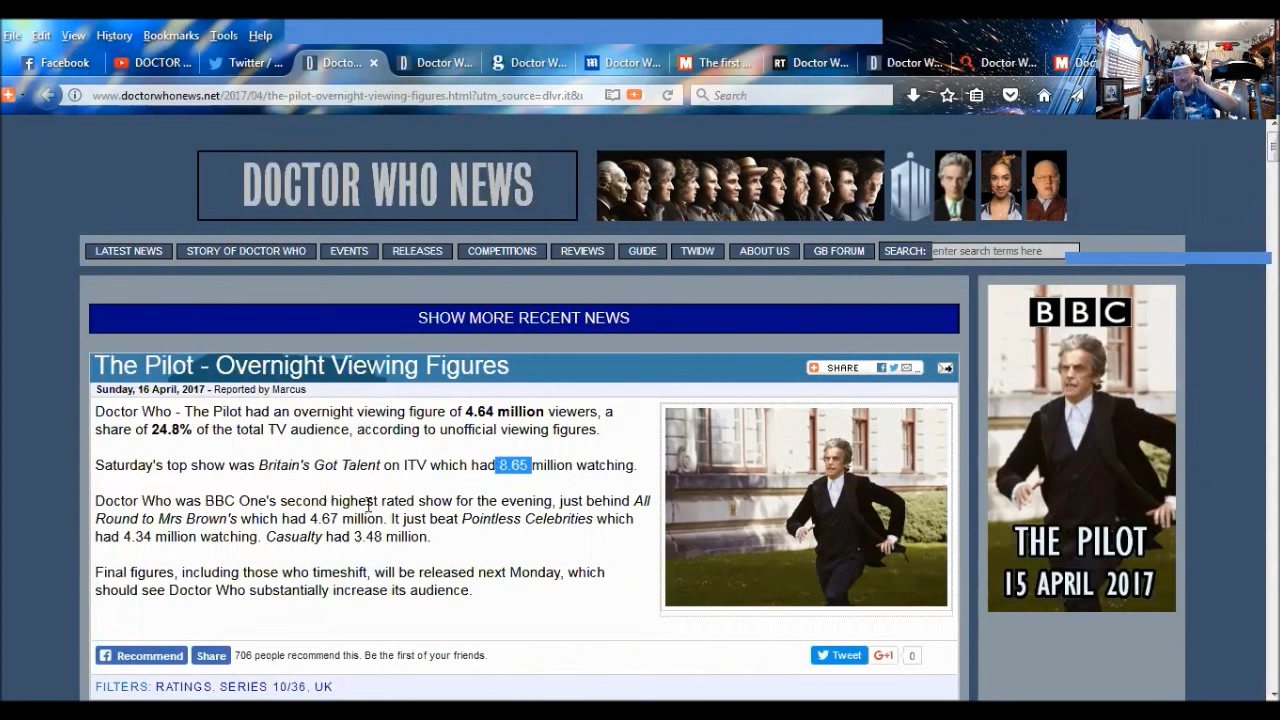 File Edit View History Bookmarks Tools Help
Facebook DOCTOR ... Twitter / ... Docto... Doctor W... Doctor W... Doctor W... The first ... Doctor W... Doctor W... Doctor W... Doc
www.doctorwhonews.net/2017/04/the-pilot-overnight-viewing-figures.html?utm_source=dlvr.it&u Search
DOCTOR WHO NEWS
LATEST NEWS STORY OF DOCTOR WHO EVENTS RELEASES COMPETITIONS REVIEWS GUIDE TWIDW ABOUT US GB FORUM SEARCH: enter search terms here
SHOW MORE RECENT NEWS
The Pilot - Overnight Viewing Figures
SHARE
Sunday, 16 April, 2017 - Reported by Marcus
Doctor Who - The Pilot had an overnight viewing figure of 4.64 million viewers, a
share of 24.8% of the total TV audience, according to unofficial viewing figures.
Saturday's top show was Britain's Got Talent on ITV which had 8.65 million watching.
Doctor Who was BBC One's second highest rated show for the evening, just behind All
Round to Mrs Brown's which had 4.67 million. It just beat Pointless Celebrities which
had 4.34 million watching. Casualty had 3.48 million.
Final figures, including those who timeshift, will be released next Monday, which
should see Doctor Who substantially increase its audience.
Recommend Share 706 people recommend this. Be the first of your friends.
Tweet G+1 0
FILTERS: RATINGS, SERIES 10/36, UK
BBC
THE PILOT
15 APRIL 2017